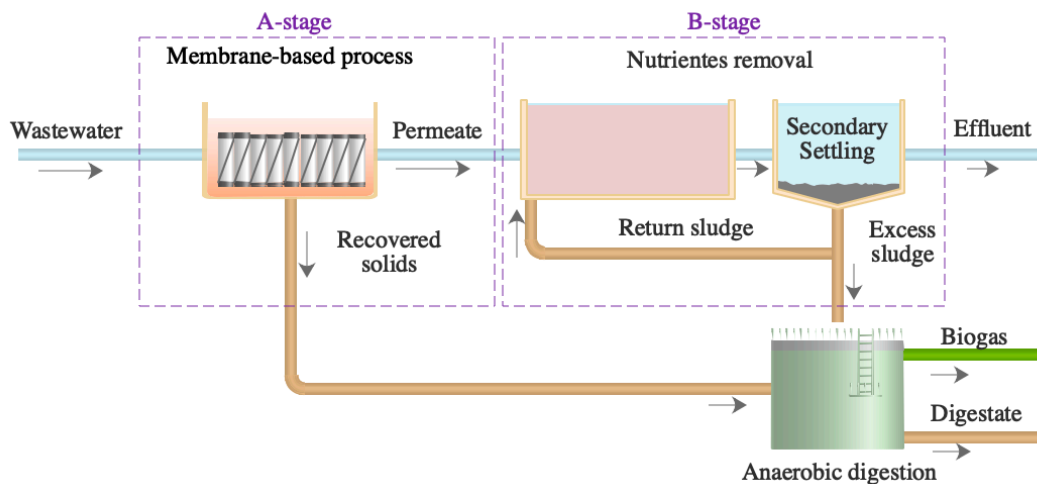 A-stage
B-stage
Membrane-based process
Nutrientes removal
Wastewater
Permeate
Secondary
Settling
Effluent
Recovered
solids
Return sludge
Excess
sludge
Biogas
Digestate
Anaerobic digestion